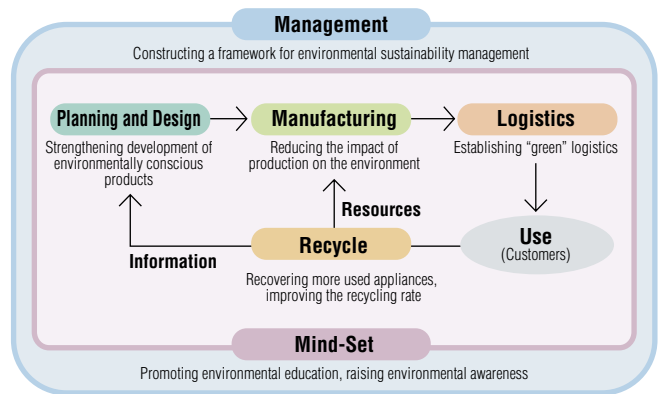 Management
Constructing a framework for environmental sustainability management
Planning and Design
Strengthening development of
environmentally conscious
products
Manufacturing
Reducing the impact of
production on the environment
Logistics
Establishing “green” logistics
Resources
Information
Recycle
Recovering more used appliances,
improving the recycling rate
Use
(Customers)
Mind-Set
Promoting environmental education, raising environmental awareness